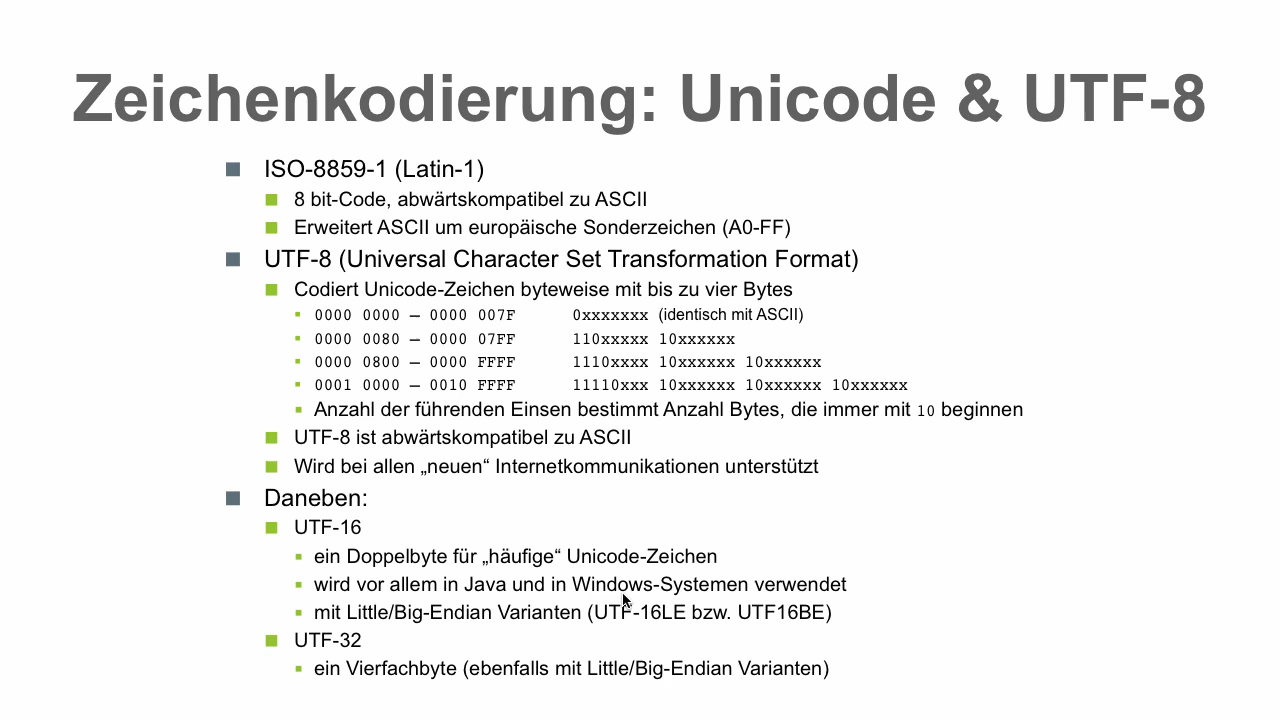 Zeichenkodierung: Unicode & UTF-8
ISO-8859-1 (Latin-1)
8 bit-Code, abwärtskompatibel zu ASCII
Erweitert ASCII um europäische Sonderzeichen (A0-FF)
UTF-8 (Universal Character Set Transformation Format)
Codiert Unicode-Zeichen byteweise mit bis zu vier Bytes
0000 0000 – 0000 007F 0xxxxxxx (identisch mit ASCII)
0000 0080 – 0000 07FF 110xxxxx 10xxxxxx
0000 0800 – 0000 FFFF 1110xxxx 10xxxxxx 10xxxxxx
0001 0000 – 0010 FFFF 11110xxx 10xxxxxx 10xxxxxx 10xxxxxx
Anzahl der führenden Einsen bestimmt Anzahl Bytes, die immer mit 10 beginnen
UTF-8 ist abwärtskompatibel zu ASCII
Wird bei allen „neuen“ Internetkommunikationen unterstützt
Daneben:
UTF-16
ein Doppelbyte für „häufige“ Unicode-Zeichen
wird vor allem in Java und in Windows-Systemen verwendet
mit Little/Big-Endian Varianten (UTF-16LE bzw. UTF16BE)
UTF-32
ein Vierfachbyte (ebenfalls mit Little/Big-Endian Varianten)